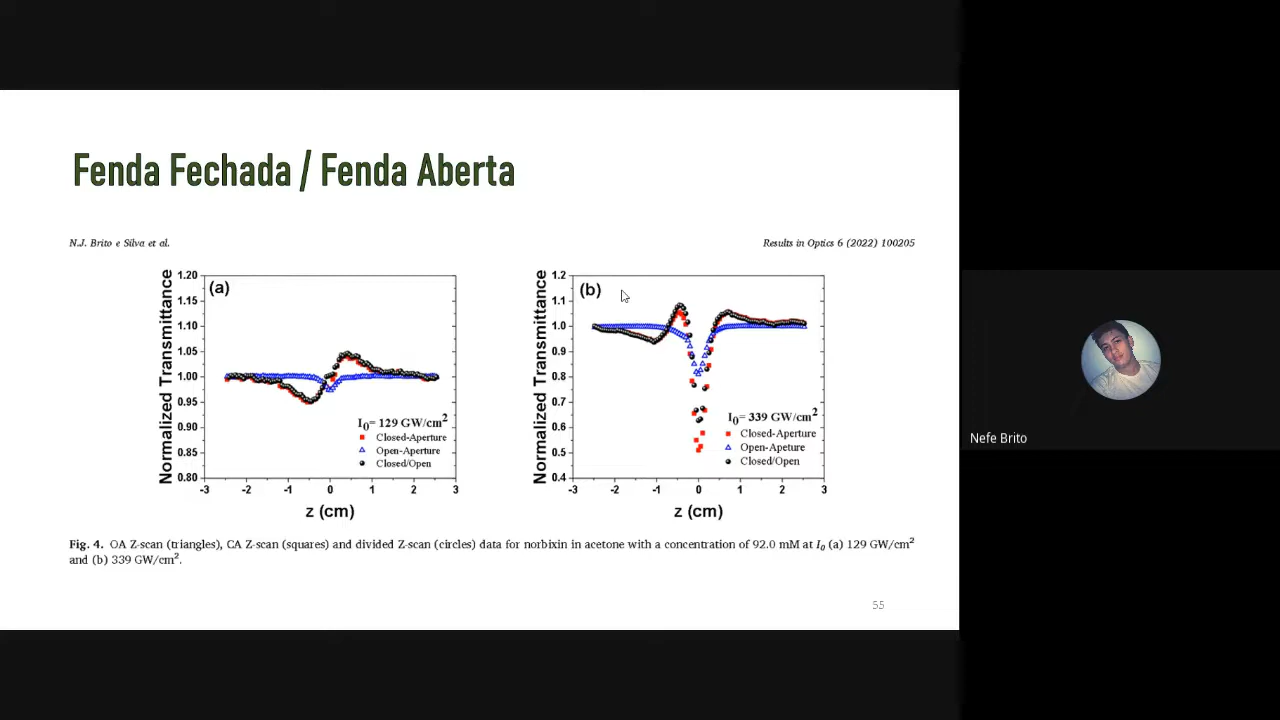 Fenda Fechada / Fenda Aberta
N.J. Brito e Silva et al.
Results in Optics 6 (2022) 100205
Normalized Transmittance
1.20
1.15
1.10
1.05
1.00
0.95
0.90
0.85
0.80
(a)
I0= 129 GW/cm2
Closed-Aperture
Open-Aperture
Closed/Open
-3 -2 -1 0 1 2 3
z (cm)
Normalized Transmittance
1.2
1.1
1.0
0.9
0.8
0.7
0.6
0.5
0.4
(b)
I0= 339 GW/cm2
Closed-Aperture
Open-Apeture
Closed/Open
-3 -2 -1 0 1 2 3
z (cm)
Fig. 4. OA Z-scan (triangles), CA Z-scan (squares) and divided Z-scan (circles) data for norbixin in acetone with a concentration of 92.0 mM at I0 (a) 129 GW/cm2
and (b) 339 GW/cm2.
55
Nefe Brito